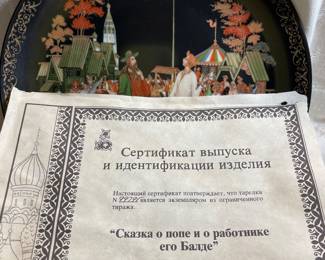 Сертификат выпуска
и идентификации изделия
Настоящий сертификат подтверждает, что тарелка
N является экземпляром из ограниченного
тиража.
“Сказка о попе и о работнике
его Балде”